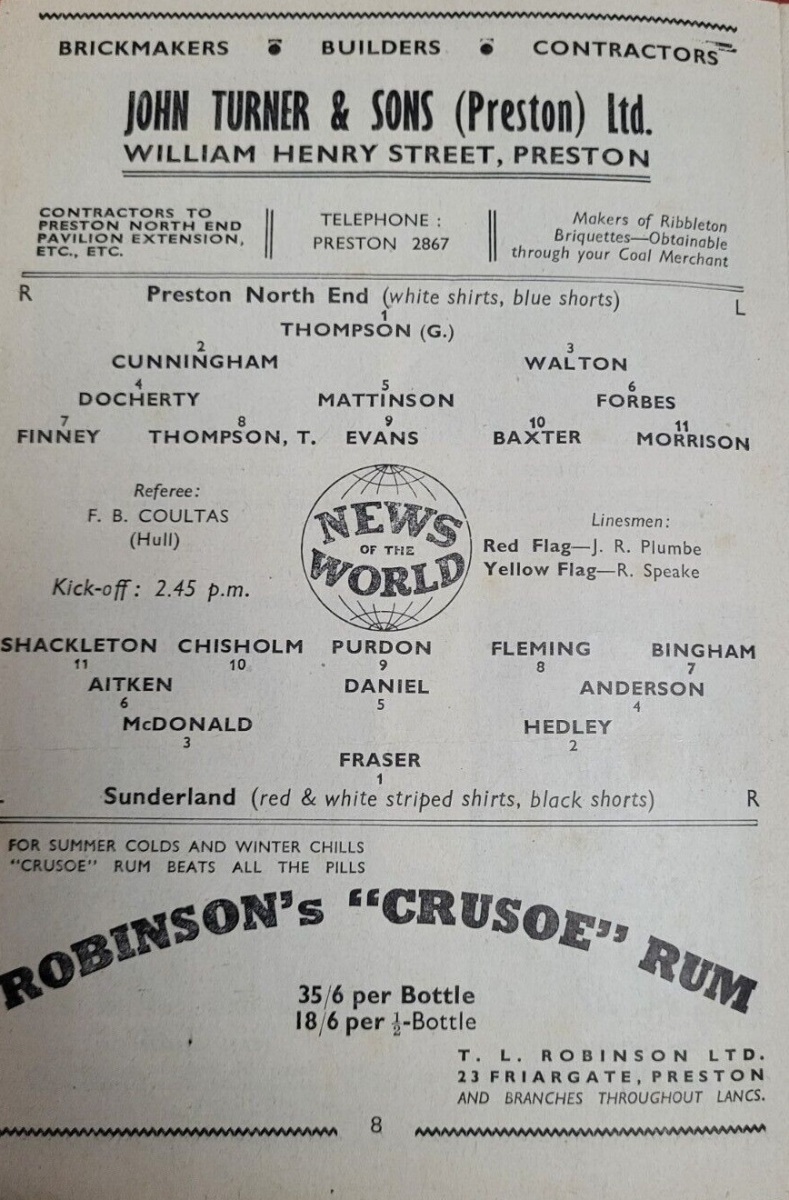 BRICKMAKERS BUILDERS CONTRACTORS
JOHN TURNER & SONS (Preston) Ltd.
WILLIAM HENRY STREET, PRESTON
CONTRACTORS TO
PRESTON NORTH END
PAVILION EXTENSION,
ETC., ETC.
TELEPHONE :
PRESTON 2867
Makers of Ribbleton
Briquettes—Obtainable
through your Coal Merchant
R Preston North End (white shirts, blue shorts) L
1
THOMPSON (G.)
2 3
CUNNINGHAM WALTON
4 5 6
DOCHERTY MATTINSON FORBES
7 8 9 10 11
FINNEY THOMPSON, T. EVANS BAXTER MORRISON
Referee:
F. B. COULTAS
(Hull)
Kick-off: 2.45 p.m.
NEWS
OF THE
WORLD
Linesmen:
Red Flag—J. R. Plumbe
Yellow Flag—R. Speake
SHACKLETON CHISHOLM PURDON FLEMING BINGHAM
11 10 9 8 7
AITKEN DANIEL ANDERSON
6 5 4
McDONALD HEDLEY
3 2
FRASER
1
Sunderland (red & white striped shirts, black shorts) R
FOR SUMMER COLDS AND WINTER CHILLS
"CRUSOE" RUM BEATS ALL THE PILLS
ROBINSON's "CRUSOE" RUM
35/6 per Bottle
18/6 per ½-Bottle
T. L. ROBINSON LTD.
23 FRIARGATE, PRESTON
AND BRANCHES THROUGHOUT LANCS.
8